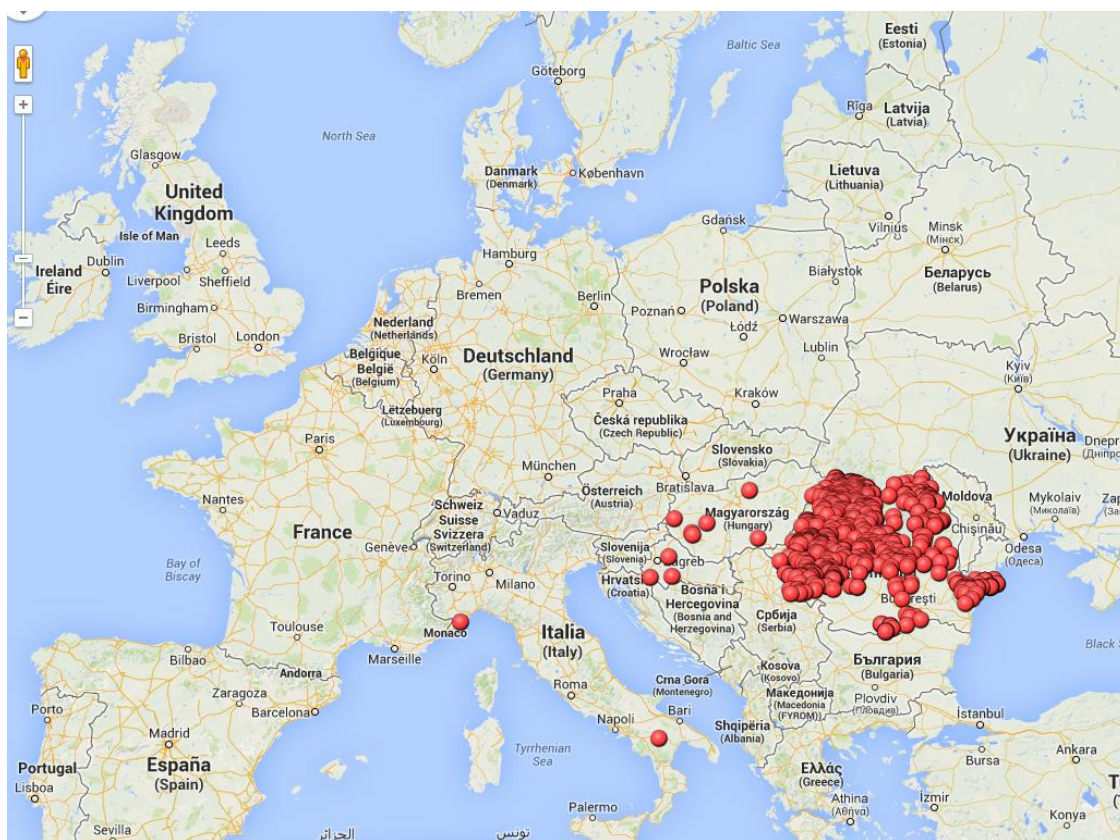 Eesti
(Estonia)
Baltic Sea
Göteborg
Rīga
Latvija
(Latvia)
North Sea
Glasgow
Danmark
(Denmark)
København
Lietuva
(Lithuania)
United
Kingdom
Gdańsk
Vilnius
Minsk
(Мінск)
Isle of Man
Leeds
Hamburg
Dublin
Ireland
Éire
Liverpool
Sheffield
Białystok
Беларусь
(Belarus)
Bremen
Berlin
Polska
(Poland)
Birmingham
Poznań
Warszawa
Nederland
(Netherlands)
Łódź
Bristol
London
België
Belgique
België
(Belgium)
Köln
Deutschland
(Germany)
Wrocław
Lublin
Kyiv
(Київ)
Praha
Kraków
Lëtzebuerg
(Luxembourg)
Česká republika
(Czech Republic)
Paris
Україна
(Ukraine)
Slovensko
(Slovakia)
München
Österreich
(Austria)
Bratislava
Nantes
Schweiz
Suisse
Svizzera
(Switzerland)
Vaduz
Magyarország
(Hungary)
Moldova
Mykolaiv
(Миколаїв)
Chișinău
France
Genève
Slovenija
(Slovenia)
Odesa
(Одеса)
Bay of
Biscay
Torino
Milano
Hrvatska
(Croatia)
Bosna i
Hercegovina
(Bosnia and
Herzegovina)
Србија
(Serbia)
Monaco
Toulouse
Italia
(Italy)
Marseille
Bilbao
Andorra
Kosova
(Kosovo)
България
(Bulgaria)
Zaragoza
Crna Gora
(Montenegro)
Македонија
(Macedonia
(FYROM))
Plovdiv
(Пловдив)
Porto
Barcelona
Roma
Bari
İstanbul
Madrid
Napoli
Shqipëria
(Albania)
Bursa
Ankara
Portugal
España
(Spain)
Tyrrhenian
Sea
Ελλάς
(Greece)
Lisboa
Athina
(Αθήνα)
İzmir
Palermo
Konya
Sevilla
الجزائر
تونس